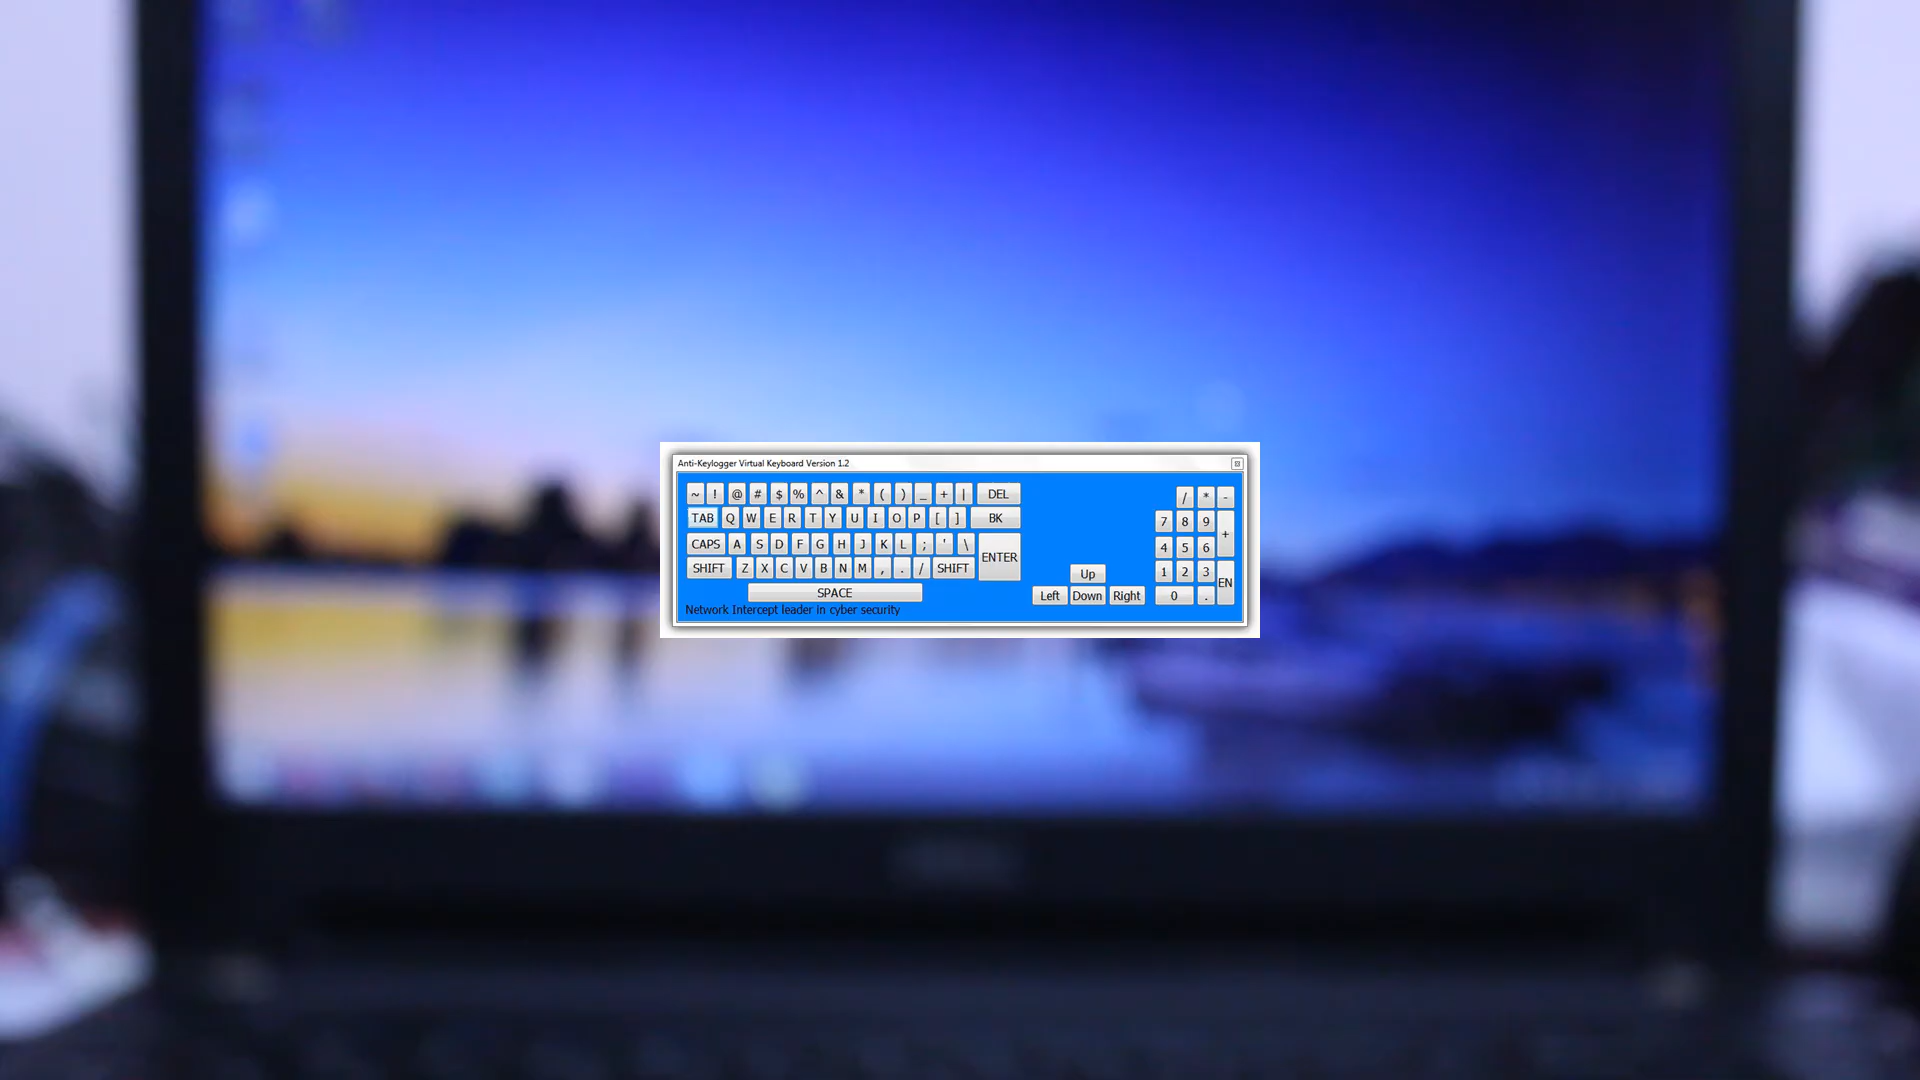 Anti-Keylogger Virtual Keyboard Version 1.2
~ ! @ # $ % ^ & * ( ) _ + | DEL
TAB Q W E R T Y U I O P [ ] BK
CAPS A S D F G H J K L ; ' \ ENTER
SHIFT Z X C V B N M , . / SHIFT
SPACE
Network Intercept leader in cyber security
Up
Left Down Right
/ * -
7 8 9 +
4 5 6
1 2 3 EN
0 .